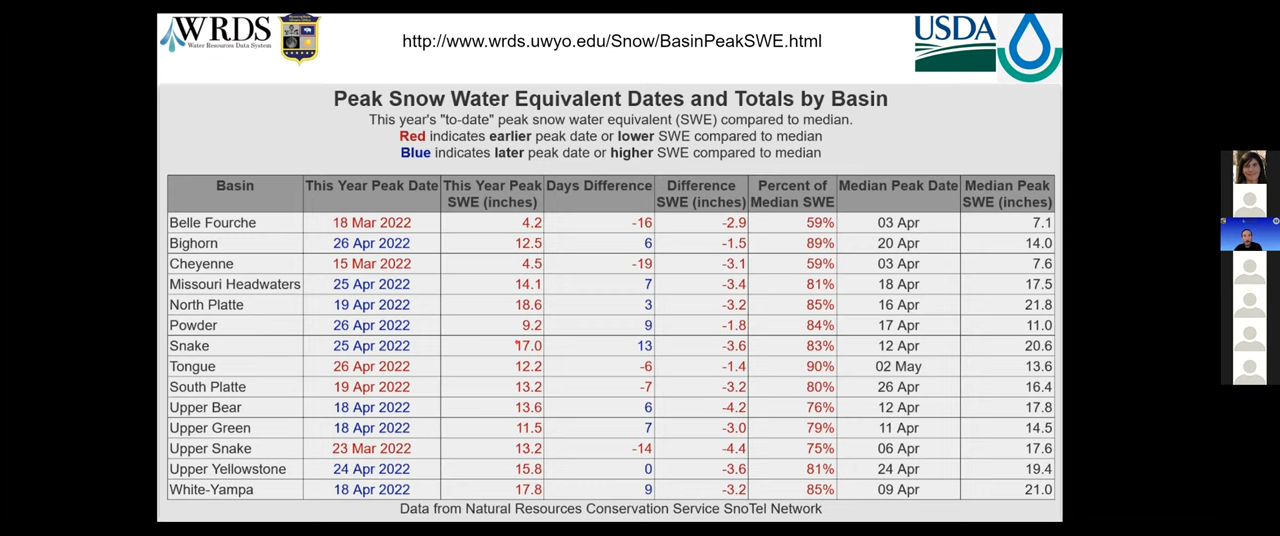 WRDS
Water Resources Data System
http://www.wrds.uwyo.edu/Snow/BasinPeakSWE.html
USDA
Peak Snow Water Equivalent Dates and Totals by Basin
This year's "to-date" peak snow water equivalent (SWE) compared to median.
Red indicates earlier peak date or lower SWE compared to median
Blue indicates later peak date or higher SWE compared to median
Basin This Year Peak Date This Year Peak Days Difference Difference Percent of Median Peak Date Median Peak
SWE (inches) SWE (inches) Median SWE SWE (inches)
Belle Fourche 18 Mar 2022 4.2 -16 -2.9 59% 03 Apr 7.1
Bighorn 26 Apr 2022 12.5 6 -1.5 89% 20 Apr 14.0
Cheyenne 15 Mar 2022 4.5 -19 -3.1 59% 03 Apr 7.6
Missouri Headwaters 25 Apr 2022 14.1 7 -3.4 81% 18 Apr 17.5
North Platte 19 Apr 2022 18.6 3 -3.2 85% 16 Apr 21.8
Powder 26 Apr 2022 9.2 9 -1.8 84% 17 Apr 11.0
Snake 25 Apr 2022 17.0 13 -3.6 83% 12 Apr 20.6
Tongue 26 Apr 2022 12.2 -6 -1.4 90% 02 May 13.6
South Platte 19 Apr 2022 13.2 -7 -3.2 80% 26 Apr 16.4
Upper Bear 18 Apr 2022 13.6 6 -4.2 76% 12 Apr 17.8
Upper Green 18 Apr 2022 11.5 7 -3.0 79% 11 Apr 14.5
Upper Snake 23 Mar 2022 13.2 -14 -4.4 75% 06 Apr 17.6
Upper Yellowstone 24 Apr 2022 15.8 0 -3.6 81% 24 Apr 19.4
White-Yampa 18 Apr 2022 17.8 9 -3.2 85% 09 Apr 21.0
Data from Natural Resources Conservation Service SnoTel Network